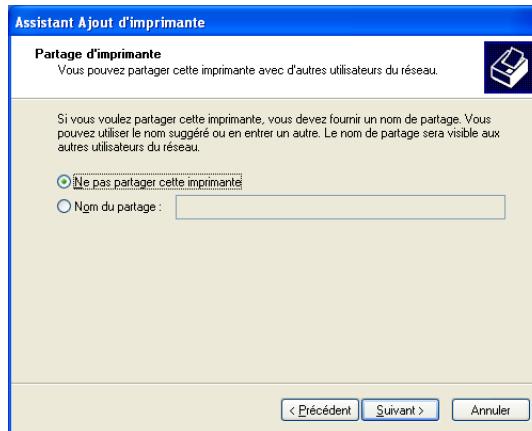 Assistant Ajout d'imprimante
Partage d'imprimante
Vous pouvez partager cette imprimante avec d'autres utilisateurs du réseau.
Si vous voulez partager cette imprimante, vous devez fournir un nom de partage. Vous
pouvez utiliser le nom suggéré ou en entrer un autre. Le nom de partage sera visible aux
autres utilisateurs du réseau.
Ne pas partager cette imprimante
Nom du partage :
< Précédent Suivant > Annuler